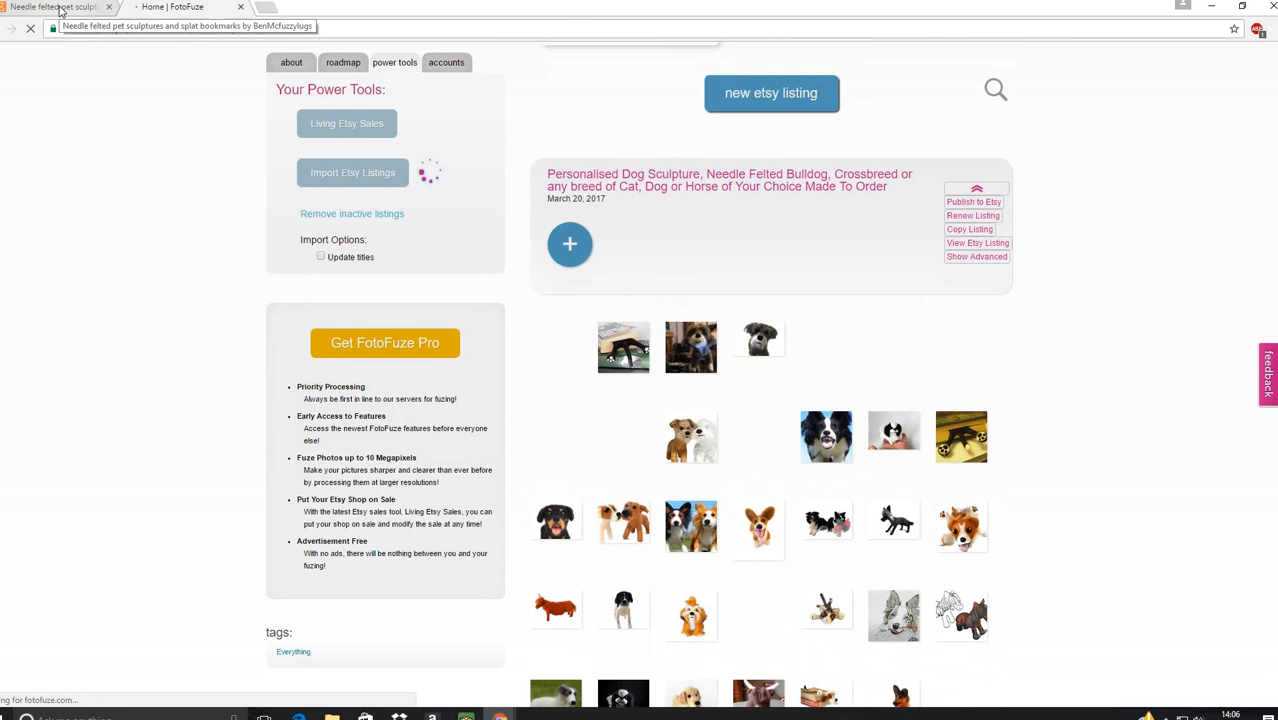 Needle felted pet sculpt
Home | FotoFuze
Needle felted pet sculptures and splat bookmarks by BenMcfuzzylugs
about
roadmap
power tools
accounts
new etsy listing
Your Power Tools:
Living Etsy Sales
Import Etsy Listings
Remove inactive listings
Import Options:
Update titles
Personalised Dog Sculpture, Needle Felted Bulldog, Crossbreed or
any breed of Cat, Dog or Horse of Your Choice Made To Order
March 20, 2017
+
Publish to Etsy
Renew Listing
Copy Listing
View Etsy Listing
Show Advanced
Get FotoFuze Pro
Priority Processing
Always be first in line to our servers for fuzing!
Early Access to Features
Access the newest FotoFuze features before everyone
else!
Fuze Photos up to 10 Megapixels
Make your pictures sharper and clearer than ever before
by processing them at larger resolutions!
Put Your Etsy Shop on Sale
With the latest Etsy sales tool, Living Etsy Sales, you can
put your shop on sale and modify the sale at any time!
Advertisement Free
With no ads, there will be nothing between you and your
fuzing!
feedback
tags:
Everything
ng for fotofuze.com...
Ask me anything
14:06